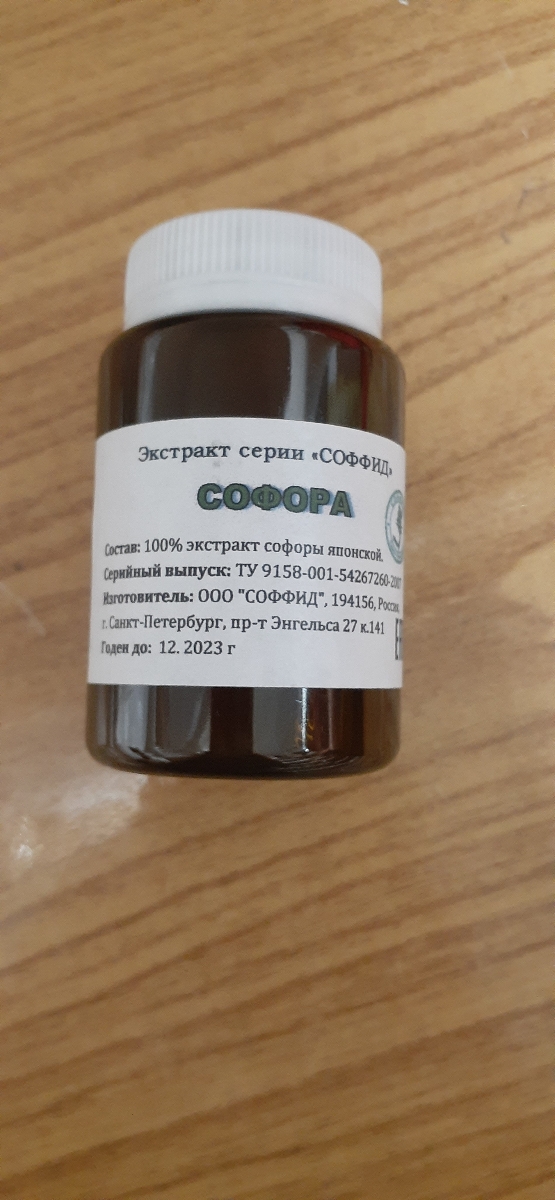 Экстракт серии «СОФФИД»
СОФОРА
Состав: 100% экстракт софоры японской.
Серийный выпуск: ТУ 9158-001-54267260-2007
Изготовитель: ООО "СОФФИД", 194156, Россия,
г. Санкт-Петербург, пр-т Энгельса 27 к.141
Годен до: 12. 2023 г